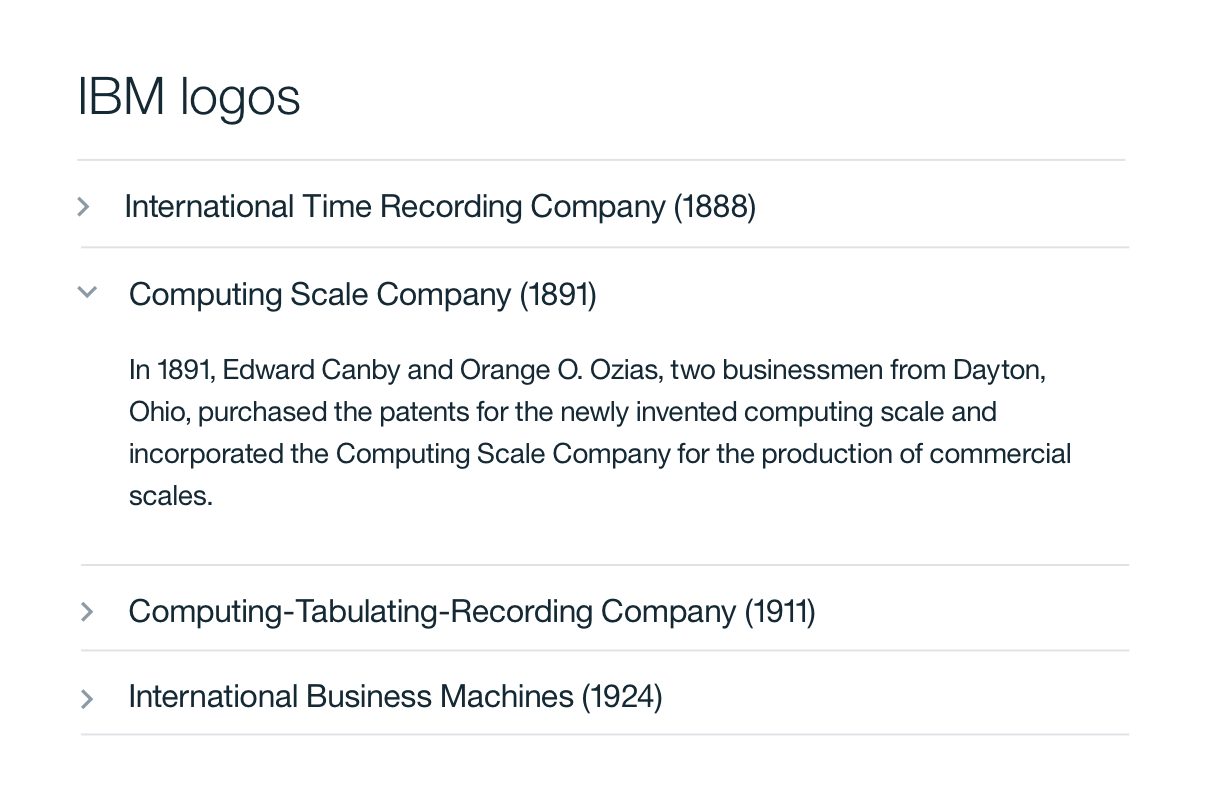 IBM logos
International Time Recording Company (1888)
Computing Scale Company (1891)
In 1891, Edward Canby and Orange O. Ozias, two businessmen from Dayton,
Ohio, purchased the patents for the newly invented computing scale and
incorporated the Computing Scale Company for the production of commercial
scales.
Computing-Tabulating-Recording Company (1911)
International Business Machines (1924)